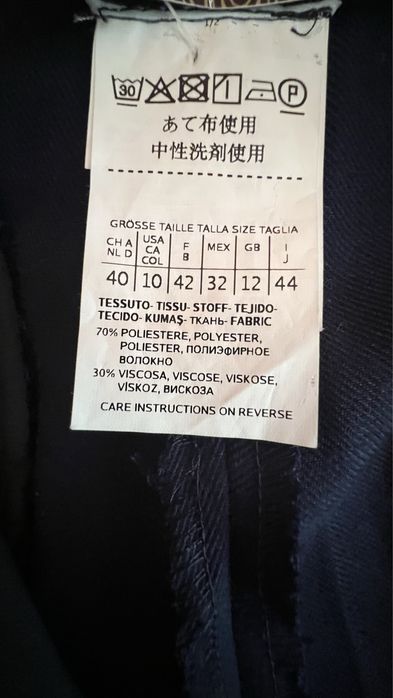 30 P
あて布使用
中性洗剤使用
GRÖSSE TAILLE TALLA SIZE TAGLIA
CH A NL D USA CA COL F B MEX GB I J
40 10 42 32 12 44
TESSUTO- TISSU- STOFF- TEJIDO-
TECIDO- KUMAŞ- ТКАНЬ- FABRIC
70% POLIESTERE, POLYESTER,
POLIESTER, ПОЛИЭФИРНОЕ
ВОЛОКНО
30% VISCOSA, VISCOSE, VISKOSE,
VİSKOZ, ВИСКОЗА
CARE INSTRUCTIONS ON REVERSE